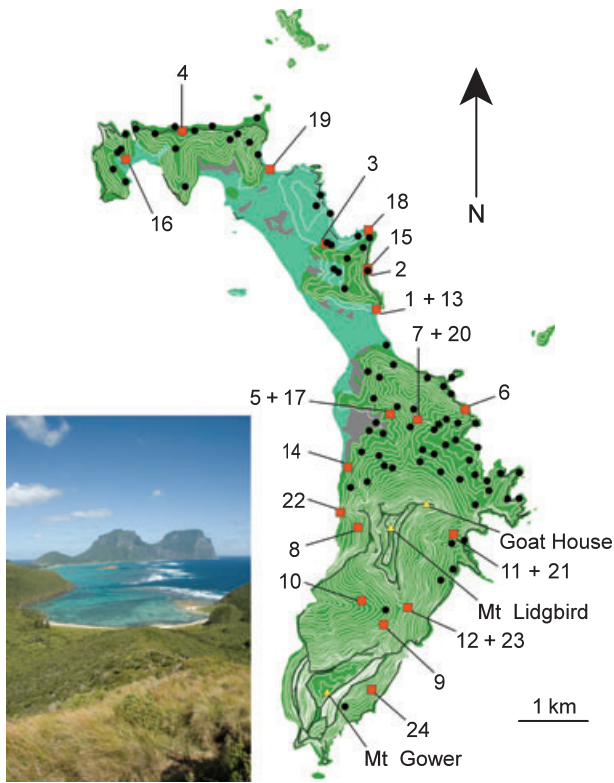 4
19
3
16
18
N
15
2
1 + 13
7 + 20
5 + 17
6
14
22
8
Goat House
11 + 21
10
Mt Lidgbird
12 + 23
9
24
1 km
Mt Gower